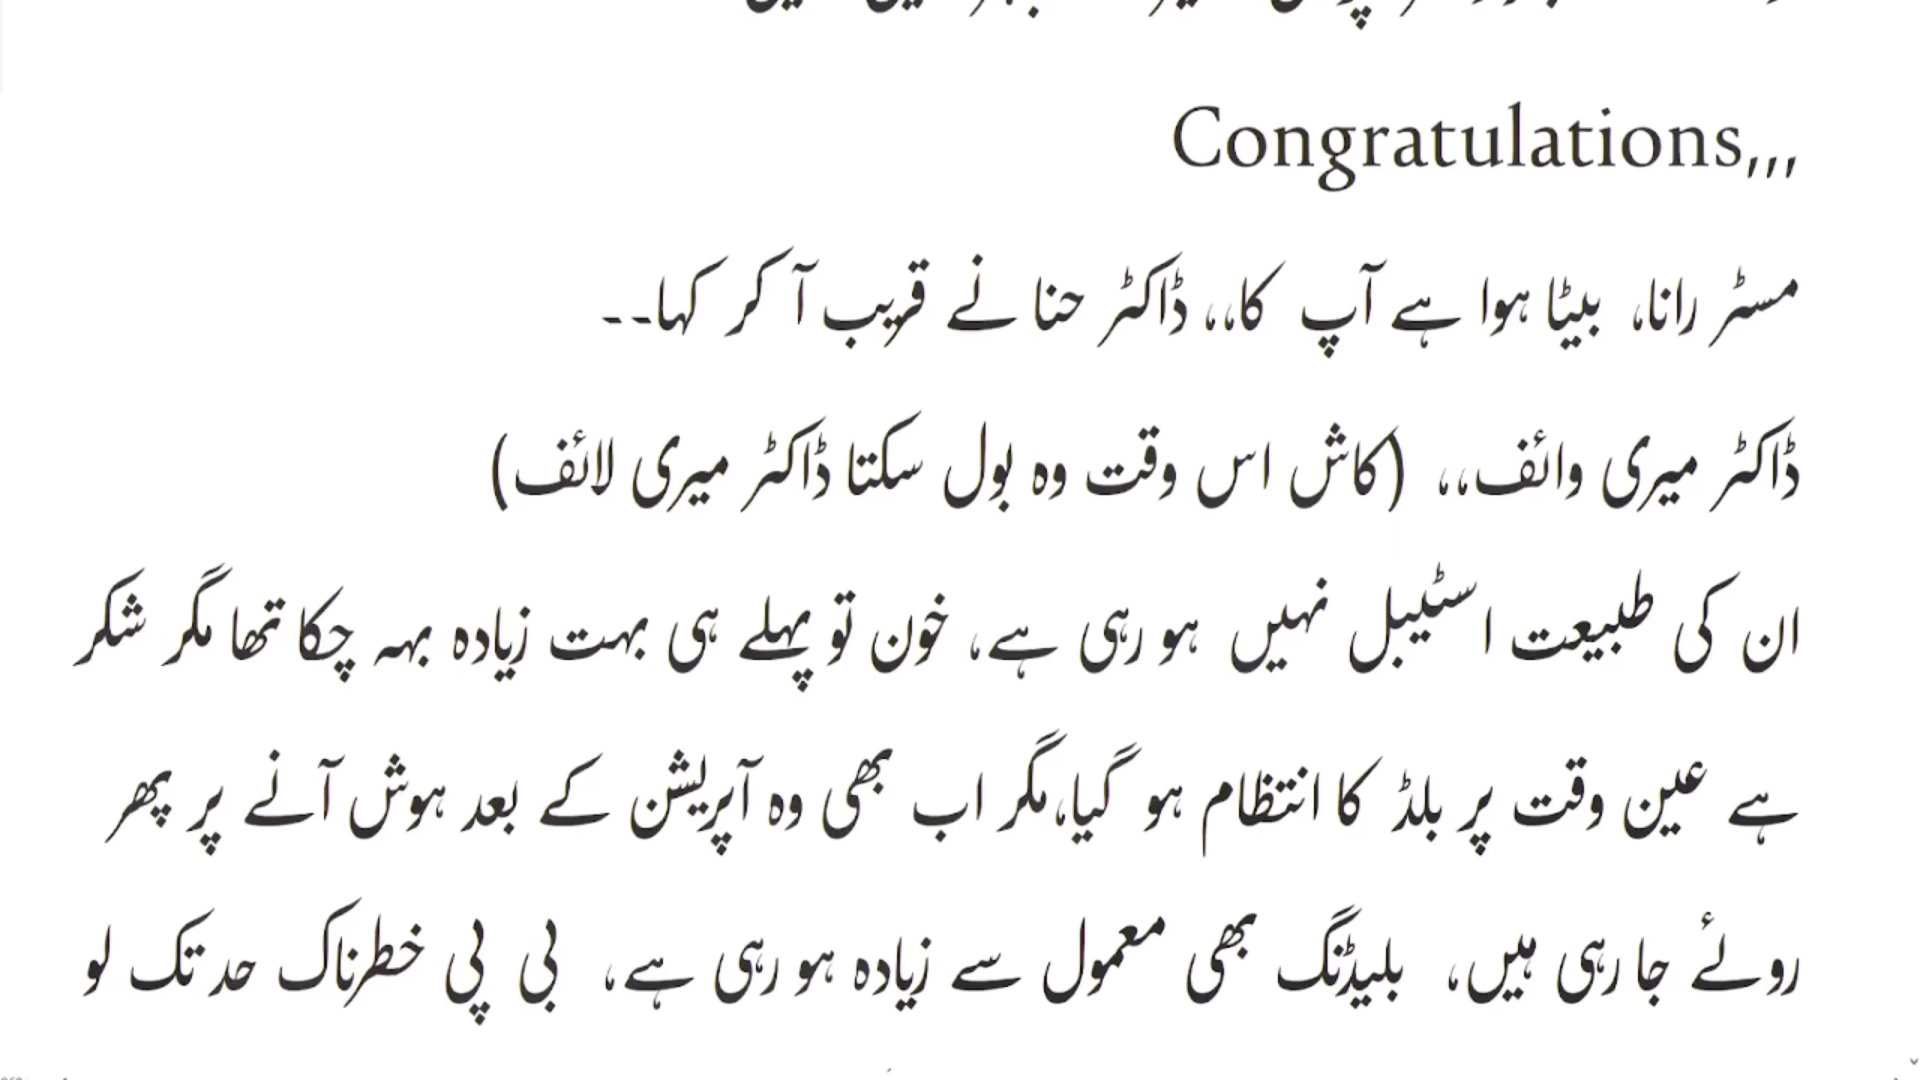 Congratulations,,,
مسٹر رانا، بیٹا ہوا ہے آپ کا،، ڈاکٹر حنا نے قریب آ کر کہا--
ڈاکٹر میری وائف،، (کاش اس وقت وہ بول سکتا ڈاکٹر میری لائف)
ان کی طبیعت اسٹیبل نہیں ہو رہی ہے، خون تو پہلے ہی بہت زیادہ بہہ چکا تھا مگر شکر
ہے عین وقت پر بلڈ کا انتظام ہو گیا،مگر اب بھی وہ آپریشن کے بعد ہوش آنے پر پھر
روئے جا رہی ہیں، بلیڈنگ بھی معمول سے زیادہ ہو رہی ہے، بی پی خطرناک حد تک لو